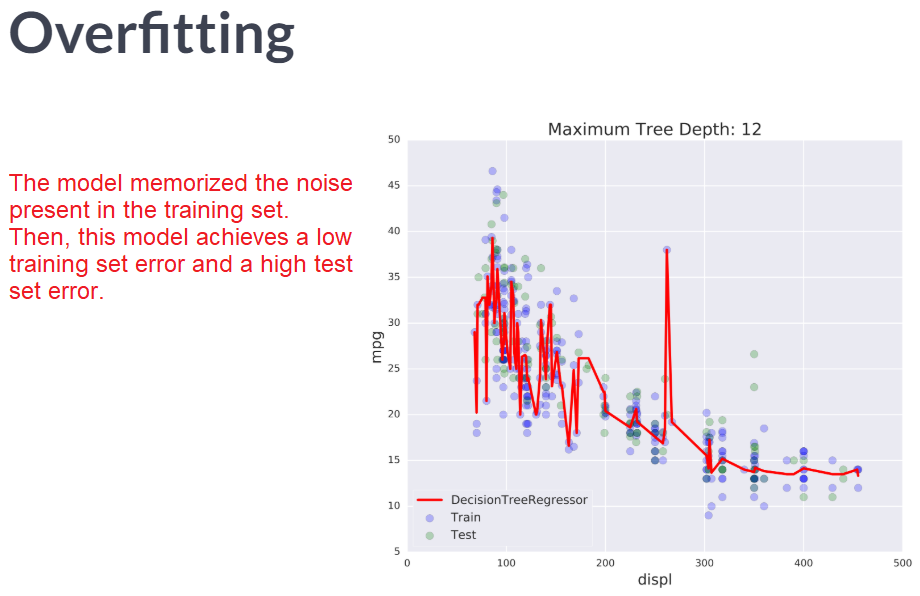 Overfitting
The model memorized the noise
present in the training set.
Then, this model achieves a low
training set error and a high test
set error.
Maximum Tree Depth: 12
50
45
40
35
30
25
20
15
10
5
mpg
DecisionTreeRegressor
Train
Test
0 100 200 300 400 500
displ